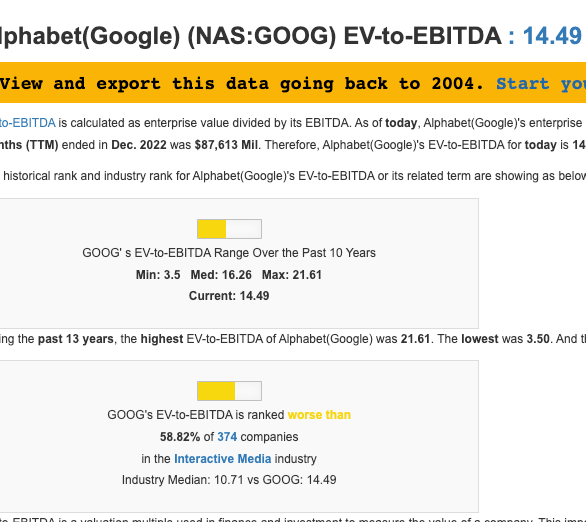 lphabet(Google) (NAS:GOOG) EV-to-EBITDA : 14.49
View and export this data going back to 2004. Start you
to-EBITDA is calculated as enterprise value divided by its EBITDA. As of today, Alphabet(Google)'s enterprise
nths (TTM) ended in Dec. 2022 was $87,613 Mil. Therefore, Alphabet(Google)'s EV-to-EBITDA for today is 14
historical rank and industry rank for Alphabet(Google)'s EV-to-EBITDA or its related term are showing as below
GOOG' s EV-to-EBITDA Range Over the Past 10 Years
Min: 3.5 Med: 16.26 Max: 21.61
Current: 14.49
ing the past 13 years, the highest EV-to-EBITDA of Alphabet(Google) was 21.61. The lowest was 3.50. And th
GOOG's EV-to-EBITDA is ranked worse than
58.82% of 374 companies
in the Interactive Media industry
Industry Median: 10.71 vs GOOG: 14.49